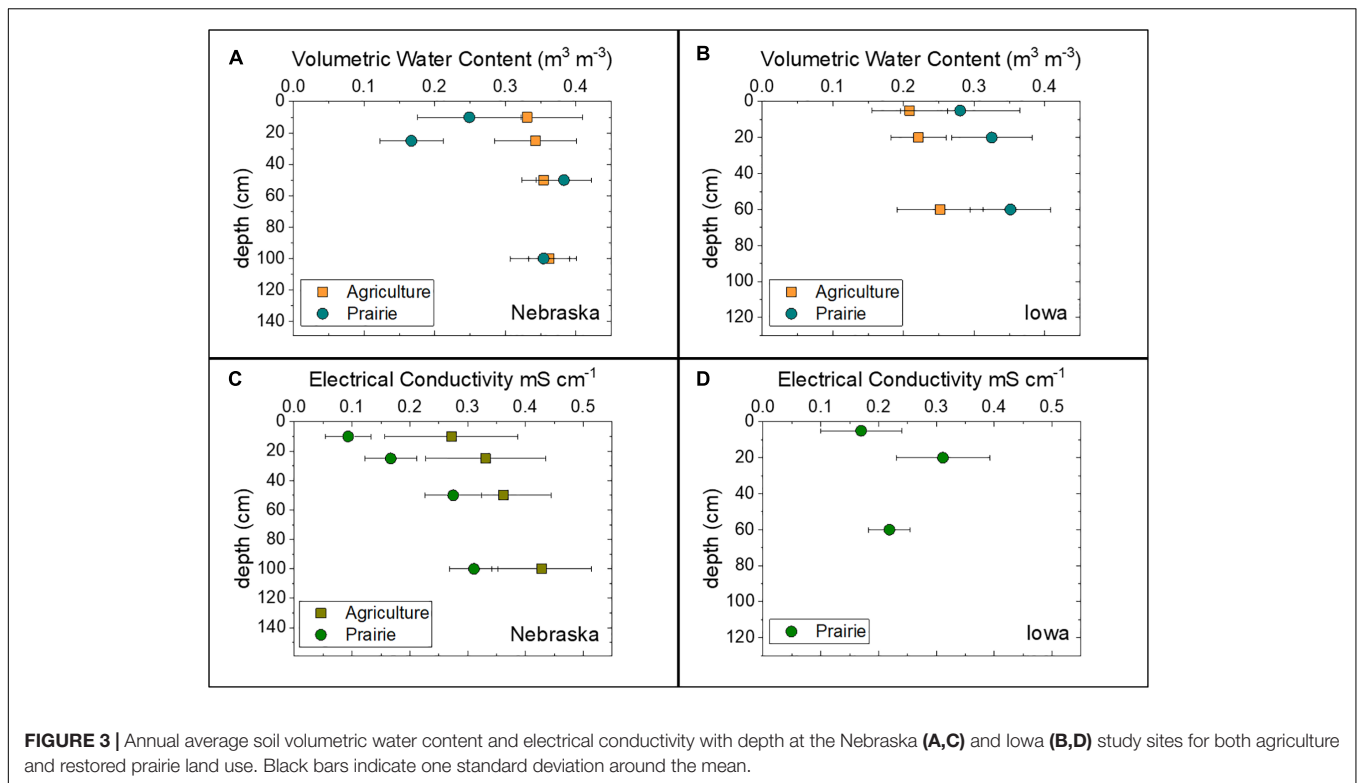 A
Volumetric Water Content (m³ m⁻³)
0.0 0.1 0.2 0.3 0.4
0
20
40
60
80
100
120
140
depth (cm)
Agriculture
Prairie
Nebraska
B
Volumetric Water Content (m³ m⁻³)
0.0 0.1 0.2 0.3 0.4
0
20
40
60
80
100
120
depth (cm)
Agriculture
Prairie
Iowa
C
Electrical Conductivity mS cm⁻¹
0.0 0.1 0.2 0.3 0.4 0.5
0
20
40
60
80
100
120
140
depth (cm)
Agriculture
Prairie
Nebraska
D
Electrical Conductivity mS cm⁻¹
0.0 0.1 0.2 0.3 0.4 0.5
0
20
40
60
80
100
120
depth (cm)
Prairie
Iowa
FIGURE 3 | Annual average soil volumetric water content and electrical conductivity with depth at the Nebraska (A,C) and Iowa (B,D) study sites for both agriculture
and restored prairie land use. Black bars indicate one standard deviation around the mean.